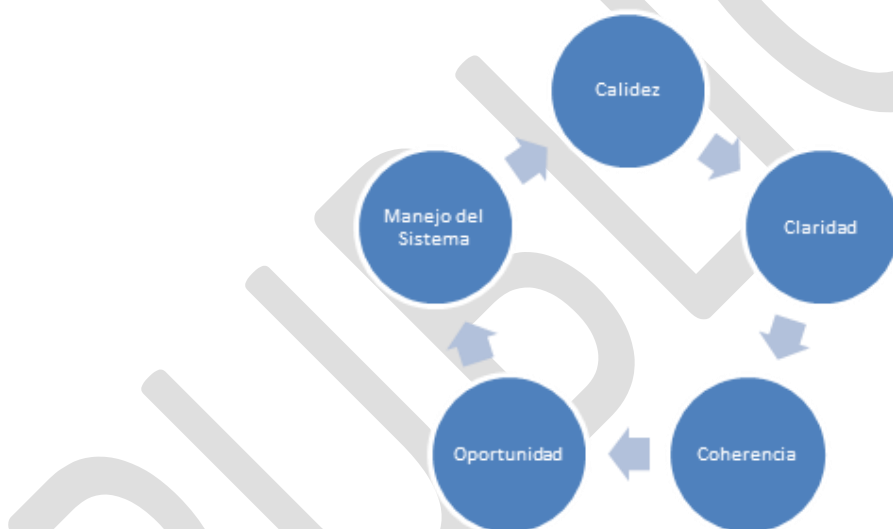 Calidez
Claridad
Coherencia
Oportunidad
Manejo del
Sistema